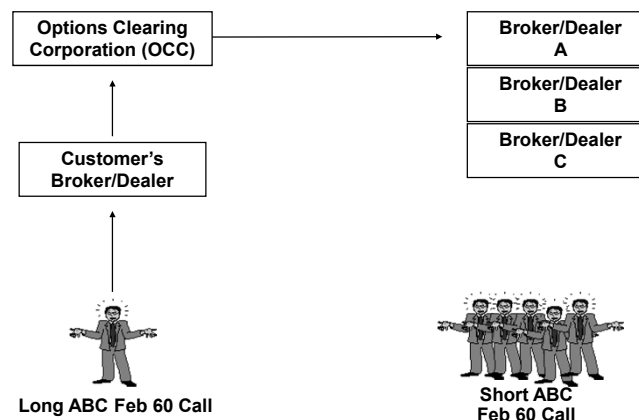 Options Clearing
Corporation (OCC)
Broker/Dealer
A
Broker/Dealer
B
Broker/Dealer
C
Customer's
Broker/Dealer
Long ABC Feb 60 Call
Short ABC
Feb 60 Call